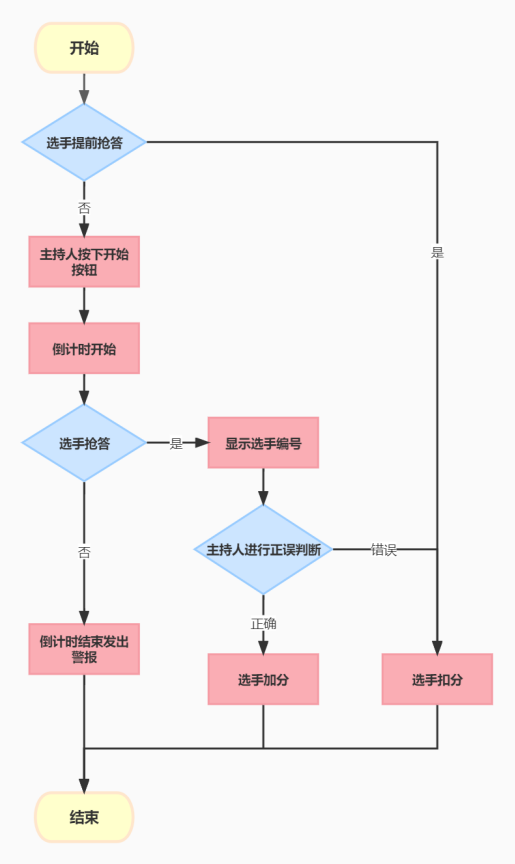 开始
选手提前抢答
否
是
主持人按下开始
按钮
倒计时开始
选手抢答
是
显示选手编号
否
主持人进行正误判断
错误
正确
倒计时结束发出
警报
选手加分
选手扣分
结束